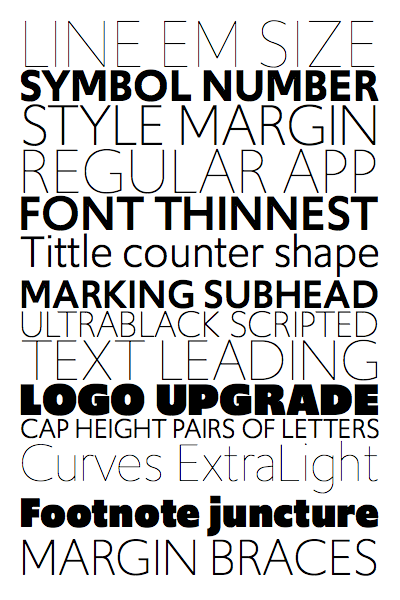 LINE EM SIZE
SYMBOL NUMBER
STYLE MARGIN
REGULAR APP
FONT THINNEST
Tittle counter shape
MARKING SUBHEAD
ULTRABLACK SCRIPTED
TEXT LEADING
LOGO UPGRADE
CAP HEIGHT PAIRS OF LETTERS
Curves ExtraLight
Footnote juncture
MARGIN BRACES